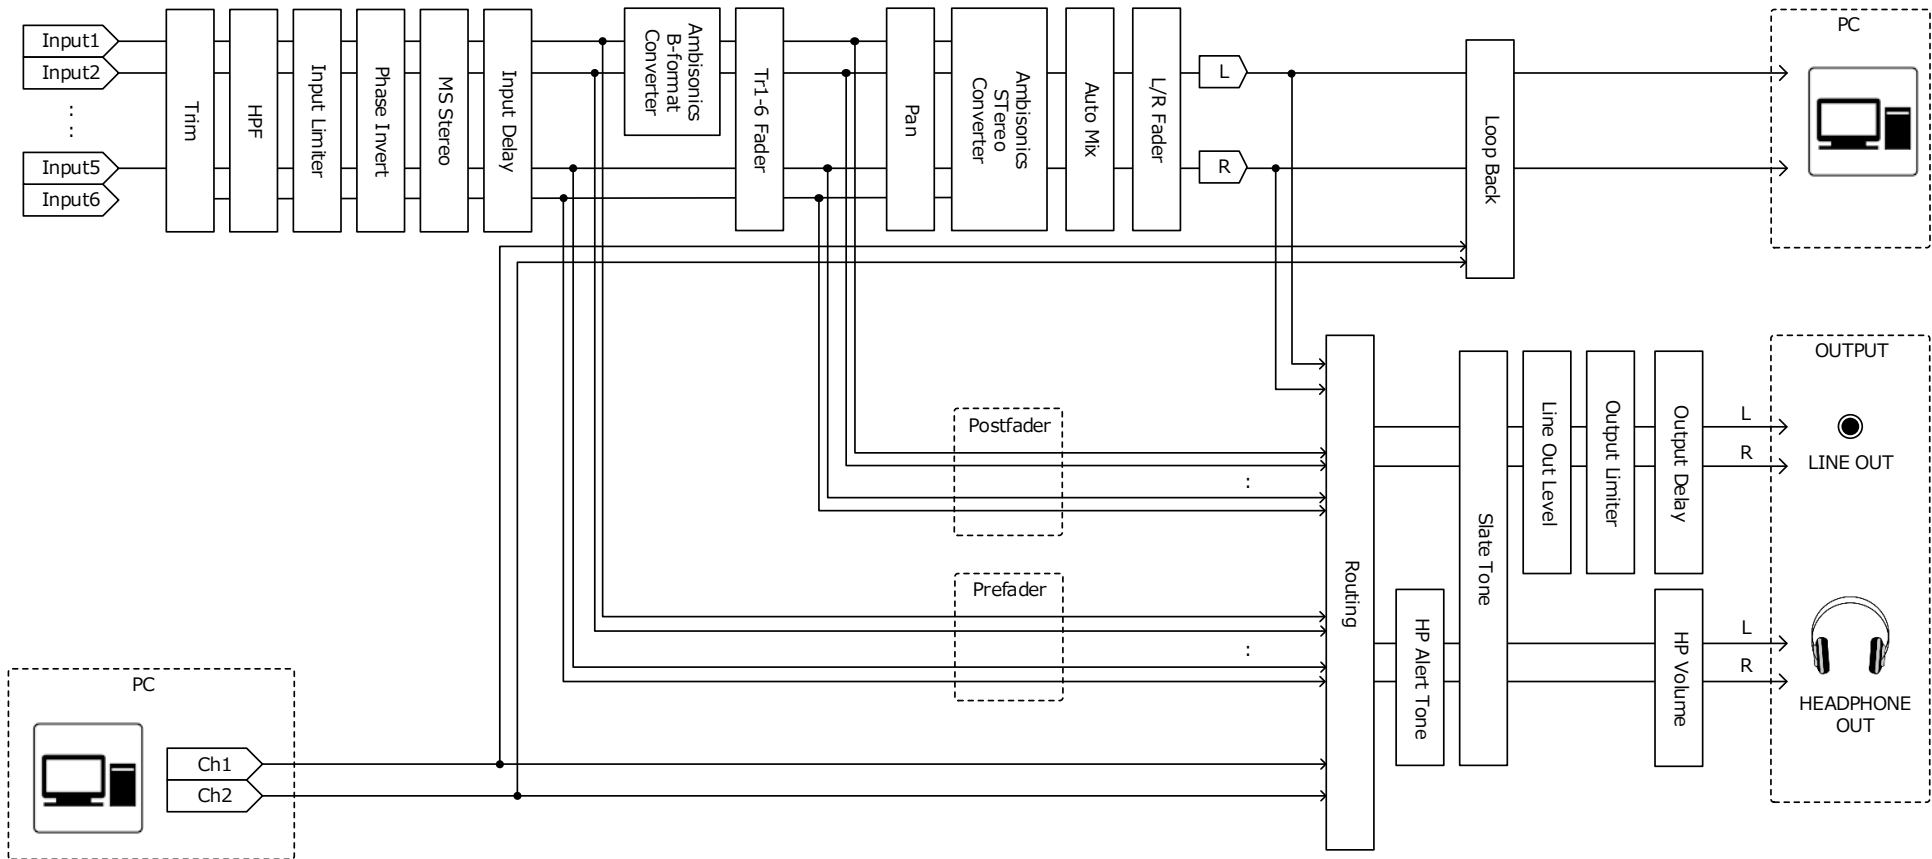 Input1
Input2
:
:
Input5
Input6
Trim
HPF
Input Limiter
Phase Invert
MS Stereo
Input Delay
Ambisonics
B-format
Converter
Tr1-6 Fader
Pan
Ambisonics
STereo
Converter
Auto Mix
L/R Fader
L
R
Loop Back
PC
Postfader
:
Prefader
:
Routing
HP Alert Tone
Slate Tone
Line Out Level
Output Limiter
Output Delay
HP Volume
L
R
L
R
OUTPUT
LINE OUT
HEADPHONE
OUT
PC
Ch1
Ch2